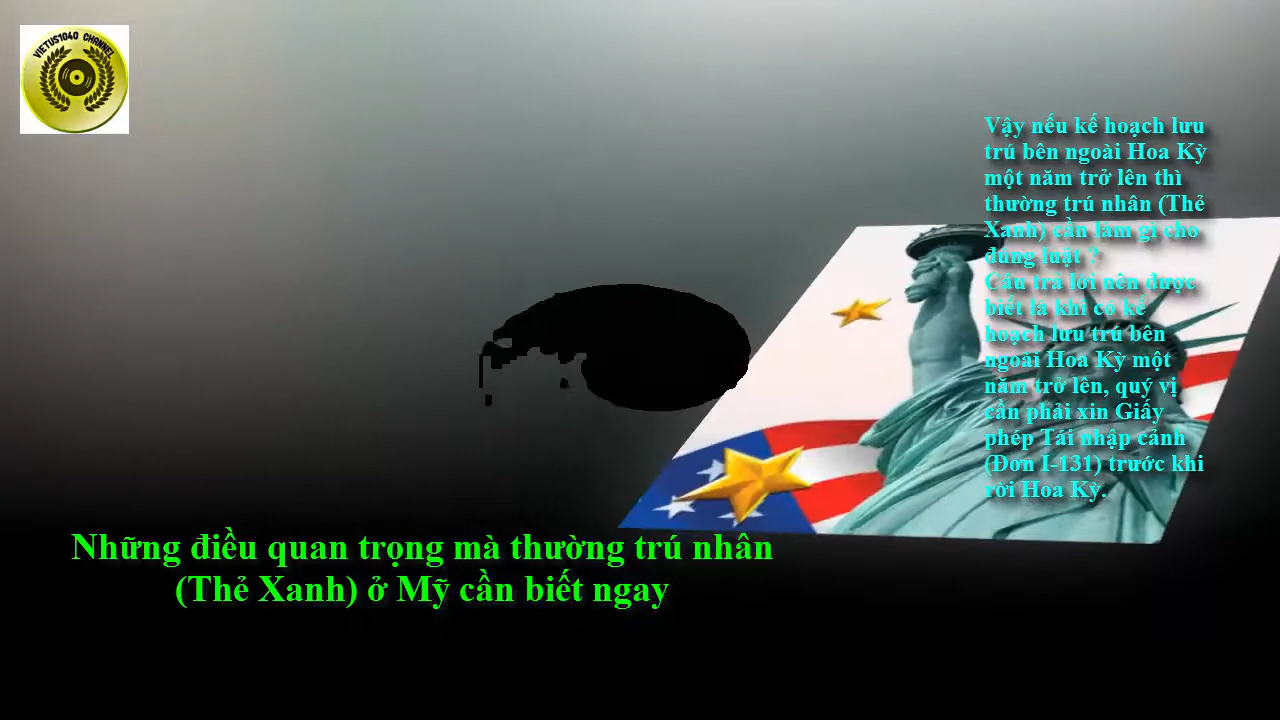 VIETUS1040 CHANNEL
Vậy nếu kế hoạch lưu
trú bên ngoài Hoa Kỳ
một năm trở lên thì
thường trú nhân (Thẻ
Xanh) cần làm gì cho
đúng luật ?
Câu trả lời nên được
biết là khi có kế
hoạch lưu trú bên
ngoài Hoa Kỳ một
năm trở lên, quý vị
cần phải xin Giấy
phép Tái nhập cảnh
(Đơn I-131) trước khi
rời Hoa Kỳ.
Những điều quan trọng mà thường trú nhân
(Thẻ Xanh) ở Mỹ cần biết ngay